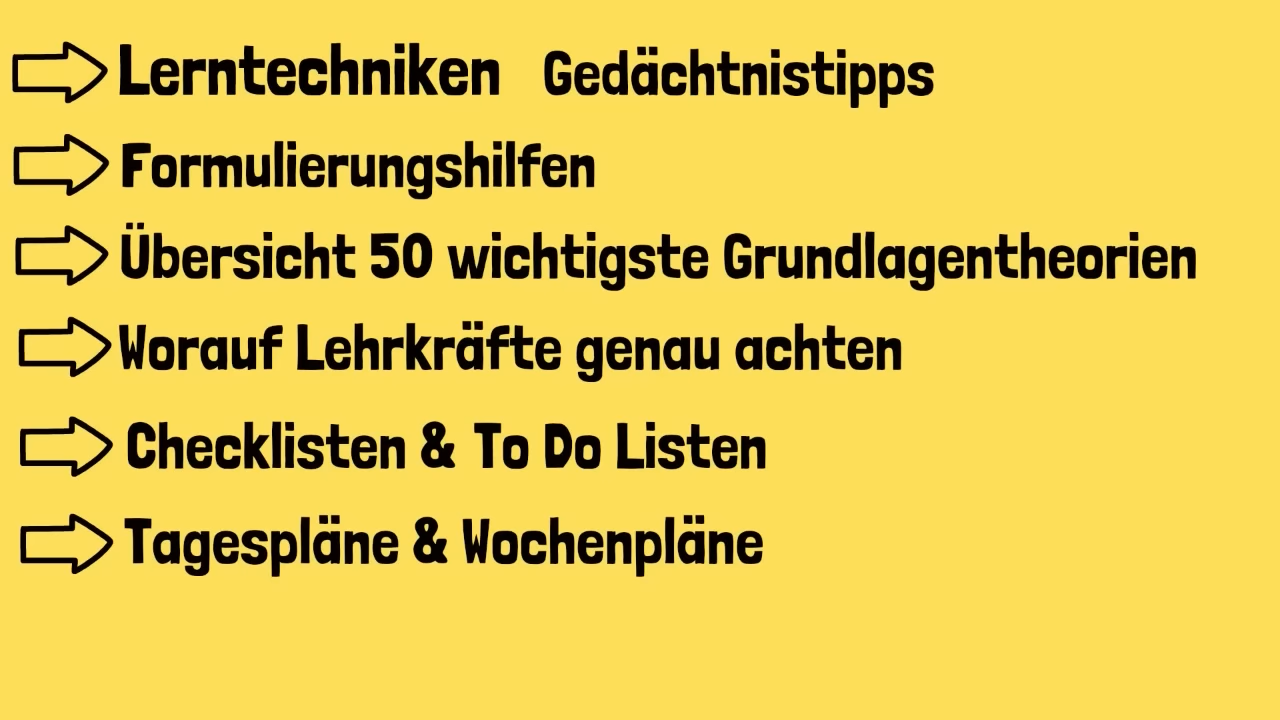 Lerntechniken Gedächtnistipps
Formulierungshilfen
Übersicht 50 wichtigste Grundlagentheorien
Worauf Lehrkräfte genau achten
Checklisten & To Do Listen
Tagespläne & Wochenpläne